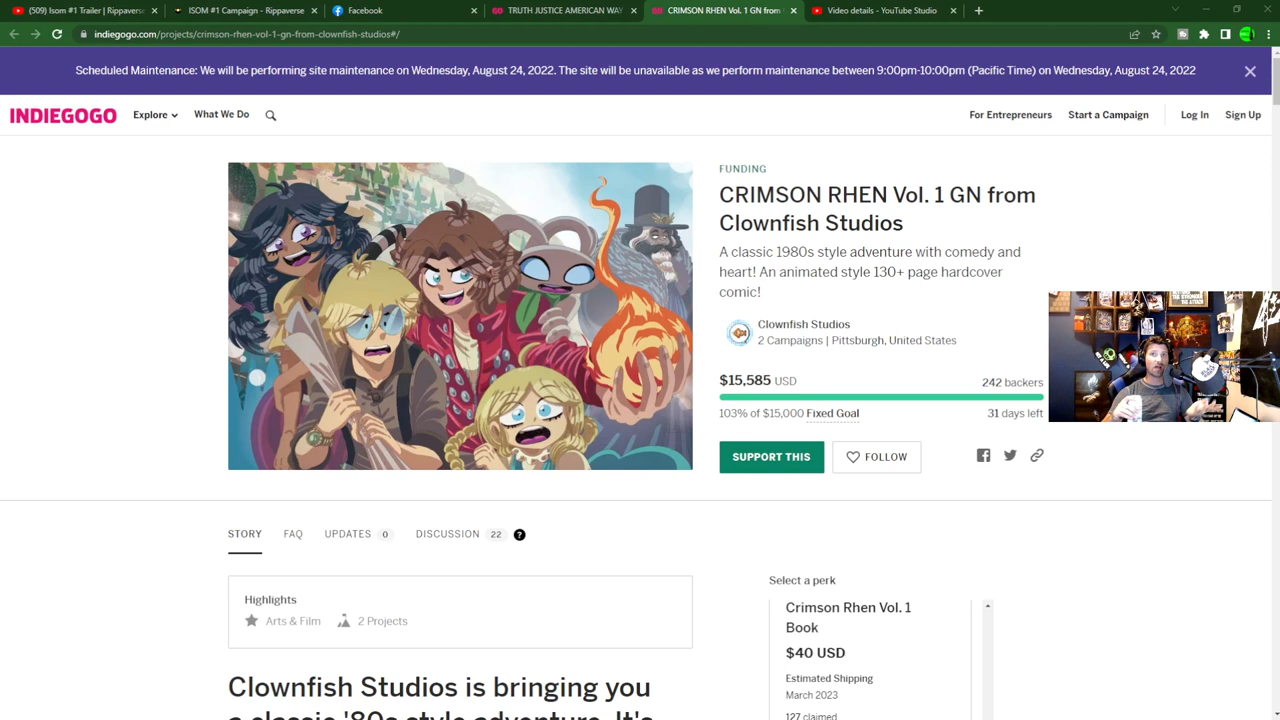 (509) Isom #1 Trailer | Rippaverse
ISOM #1 Campaign - Rippaverse
Facebook
TRUTH JUSTICE AMERICAN WAY
CRIMSON RHEN Vol. 1 GN from
Video details - YouTube Studio
indiegogo.com/projects/crimson-rhen-vol-1-gn-from-clownfish-studios#/
Scheduled Maintenance: We will be performing site maintenance on Wednesday, August 24, 2022. The site will be unavailable as we perform maintenance between 9:00pm-10:00pm (Pacific Time) on Wednesday, August 24, 2022
INDIEGOGO
Explore
What We Do
For Entrepreneurs
Start a Campaign
Log In
Sign Up
FUNDING
CRIMSON RHEN Vol. 1 GN from
Clownfish Studios
A classic 1980s style adventure with comedy and
heart! An animated style 130+ page hardcover
comic!
Clownfish Studios
2 Campaigns | Pittsburgh, United States
$15,585 USD
242 backers
103% of $15,000 Fixed Goal
31 days left
SUPPORT THIS
FOLLOW
STORY
FAQ
UPDATES 0
DISCUSSION 22 ?
Highlights
Arts & Film
2 Projects
Select a perk
Crimson Rhen Vol. 1
Book
$40 USD
Estimated Shipping
March 2023
127 claimed
Clownfish Studios is bringing you
a classic '80s style adventure. It's